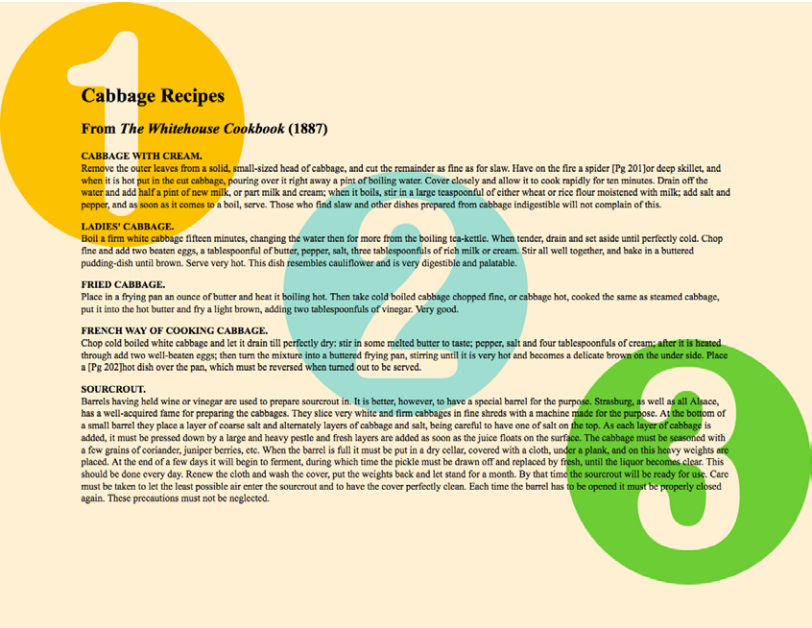 1
Cabbage Recipes
From The Whitehouse Cookbook (1887)
CABBAGE WITH CREAM.
Remove the outer leaves from a solid, small-sized head of cabbage, and cut the remainder as fine as for slaw. Have on the fire a spider [Pg 201]or deep skillet, and
when it is hot put in the cut cabbage, pouring over it right away a pint of boiling water. Cover closely and allow it to cook rapidly for ten minutes. Drain off the
water and add half a pint of new milk, or part milk and cream; when it boils, stir in a large teaspoonful of either wheat or rice flour moistened with milk; add salt and
pepper, and as soon as it comes to a boil, serve. Those who find slaw and other dishes prepared from cabbage indigestible will not complain of this.
LADIES' CABBAGE.
Boil a firm white cabbage fifteen minutes, changing the water then for more from the boiling tea-kettle. When tender, drain and set aside until perfectly cold. Chop
fine and add two beaten eggs, a tablespoonful of butter, pepper, salt, three tablespoonfuls of rich milk or cream. Stir all well together, and bake in a buttered
pudding-dish until brown. Serve very hot. This dish resembles cauliflower and is very digestible and palatable.
2
FRIED CABBAGE.
Place in a frying pan an ounce of butter and heat it boiling hot. Then take cold boiled cabbage chopped fine, or cabbage hot, cooked the same as steamed cabbage,
put it into the hot butter and fry a light brown, adding two tablespoonfuls of vinegar. Very good.
FRENCH WAY OF COOKING CABBAGE.
Chop cold boiled white cabbage and let it drain till perfectly dry: stir in some melted butter to taste; pepper, salt and four tablespoonfuls of cream; after it is heated
through add two well-beaten eggs; then turn the mixture into a buttered frying pan, stirring until it is very hot and becomes a delicate brown on the under side. Place
a [Pg 202]hot dish over the pan, which must be reversed when turned out to be served.
SOURCROUT.
Barrels having held wine or vinegar are used to prepare sourcrout in. It is better, however, to have a special barrel for the purpose. Strasburg, as well as all Alsace,
has a well-acquired fame for preparing the cabbages. They slice very white and firm cabbages in fine shreds with a machine made for the purpose. At the bottom of
a small barrel they place a layer of coarse salt and alternately layers of cabbage and salt, being careful to have one of salt on the top. As each layer of cabbage is
added, it must be pressed down by a large and heavy pestle and fresh layers are added as soon as the juice floats on the surface. The cabbage must be seasoned with
a few grains of coriander, juniper berries, etc. When the barrel is full it must be put in a dry cellar, covered with a cloth, under a plank, and on this heavy weights are
placed. At the end of a few days it will begin to ferment, during which time the pickle must be drawn off and replaced by fresh, until the liquor becomes clear. This
should be done every day. Renew the cloth and wash the cover, put the weights back and let stand for a month. By that time the sourcrout will be ready for use. Care
must be taken to let the least possible air enter the sourcrout and to have the cover perfectly clean. Each time the barrel has to be opened it must be properly closed
again. These precautions must not be neglected.
3